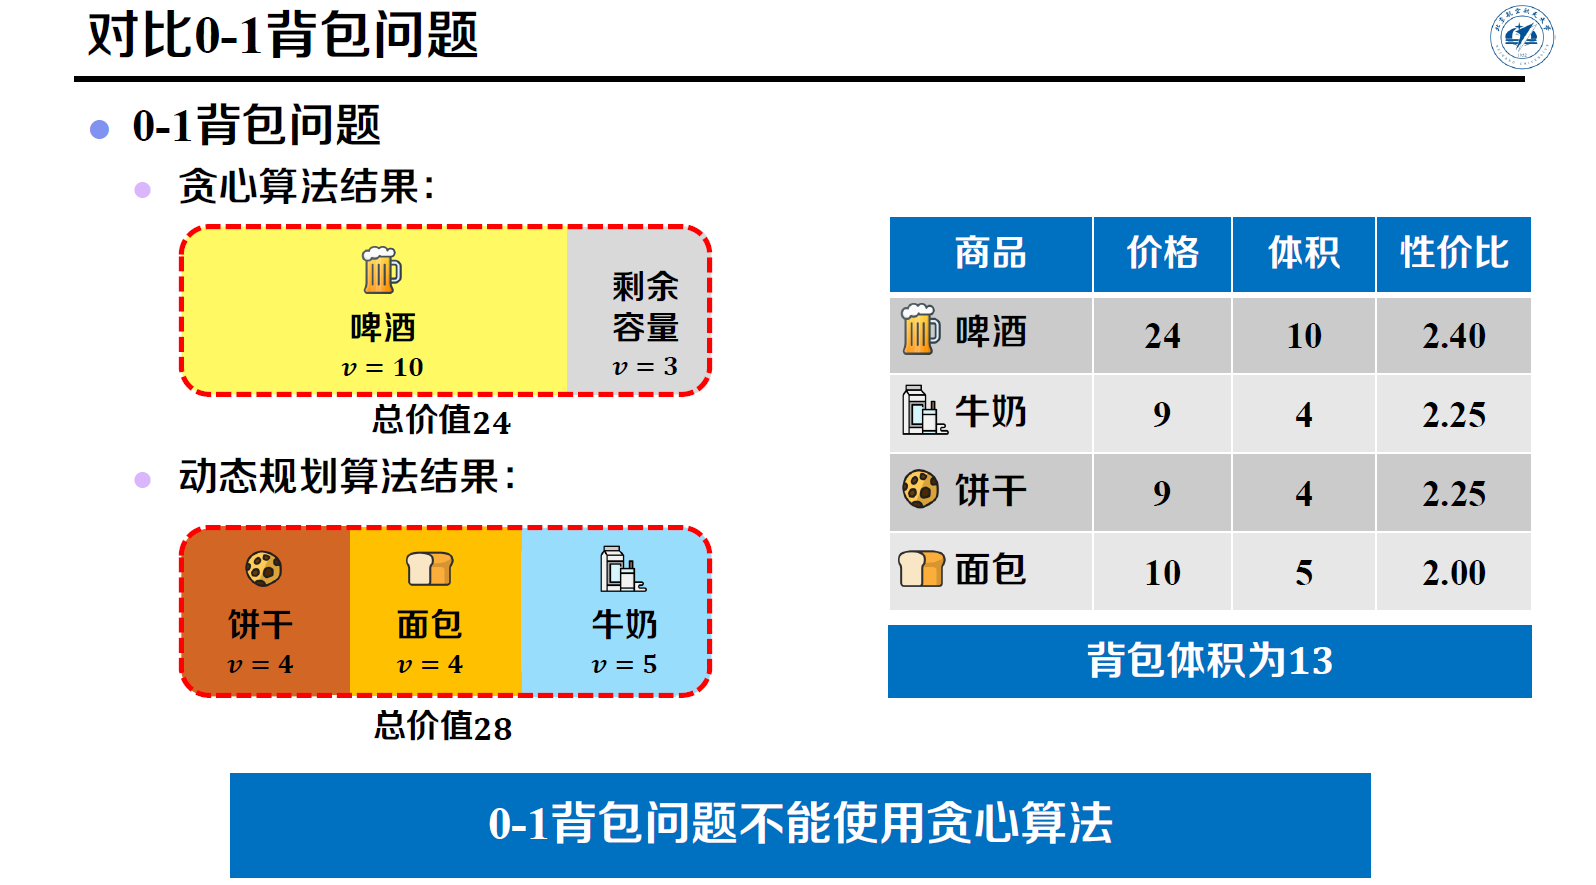 对比0-1背包问题
0-1背包问题
贪心算法结果：
啤酒
v = 10
剩余
容量
v = 3
总价值24
动态规划算法结果：
饼干
v = 4
面包
v = 4
牛奶
v = 5
总价值28
商品 价格 体积 性价比
啤酒 24 10 2.40
牛奶 9 4 2.25
饼干 9 4 2.25
面包 10 5 2.00
背包体积为13
0-1背包问题不能使用贪心算法